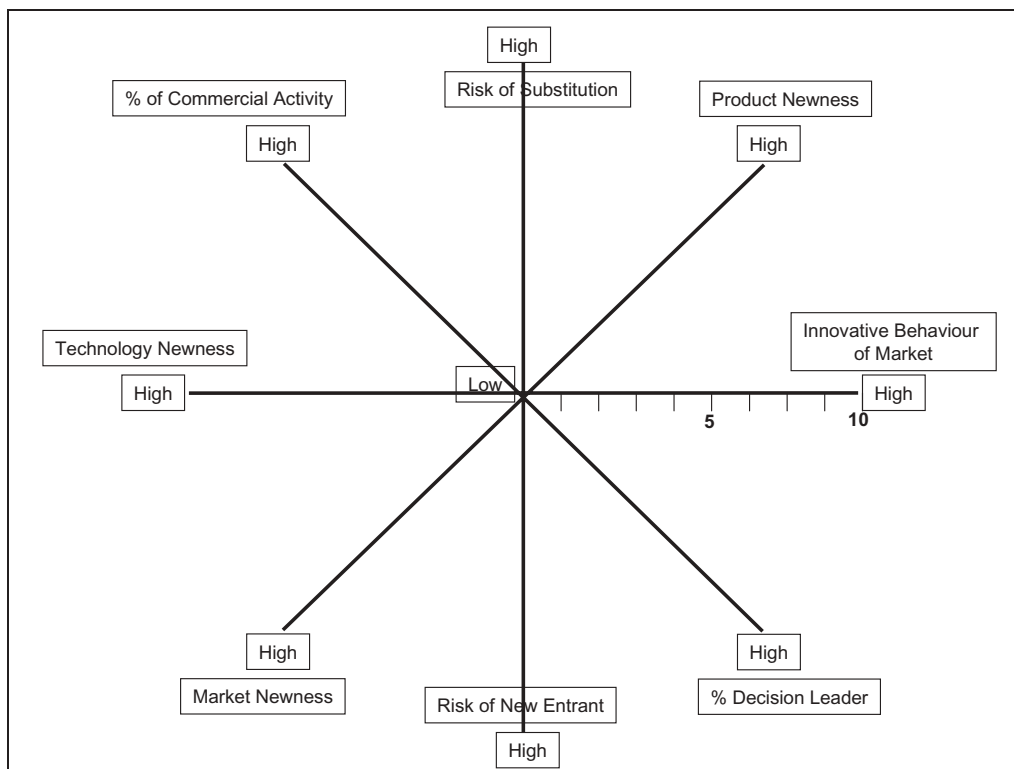 High
Risk of Substitution
% of Commercial Activity
Product Newness
High
High
Technology Newness
Innovative Behaviour
of Market
High
Low
High
5
10
High
High
Market Newness
Risk of New Entrant
% Decision Leader
High